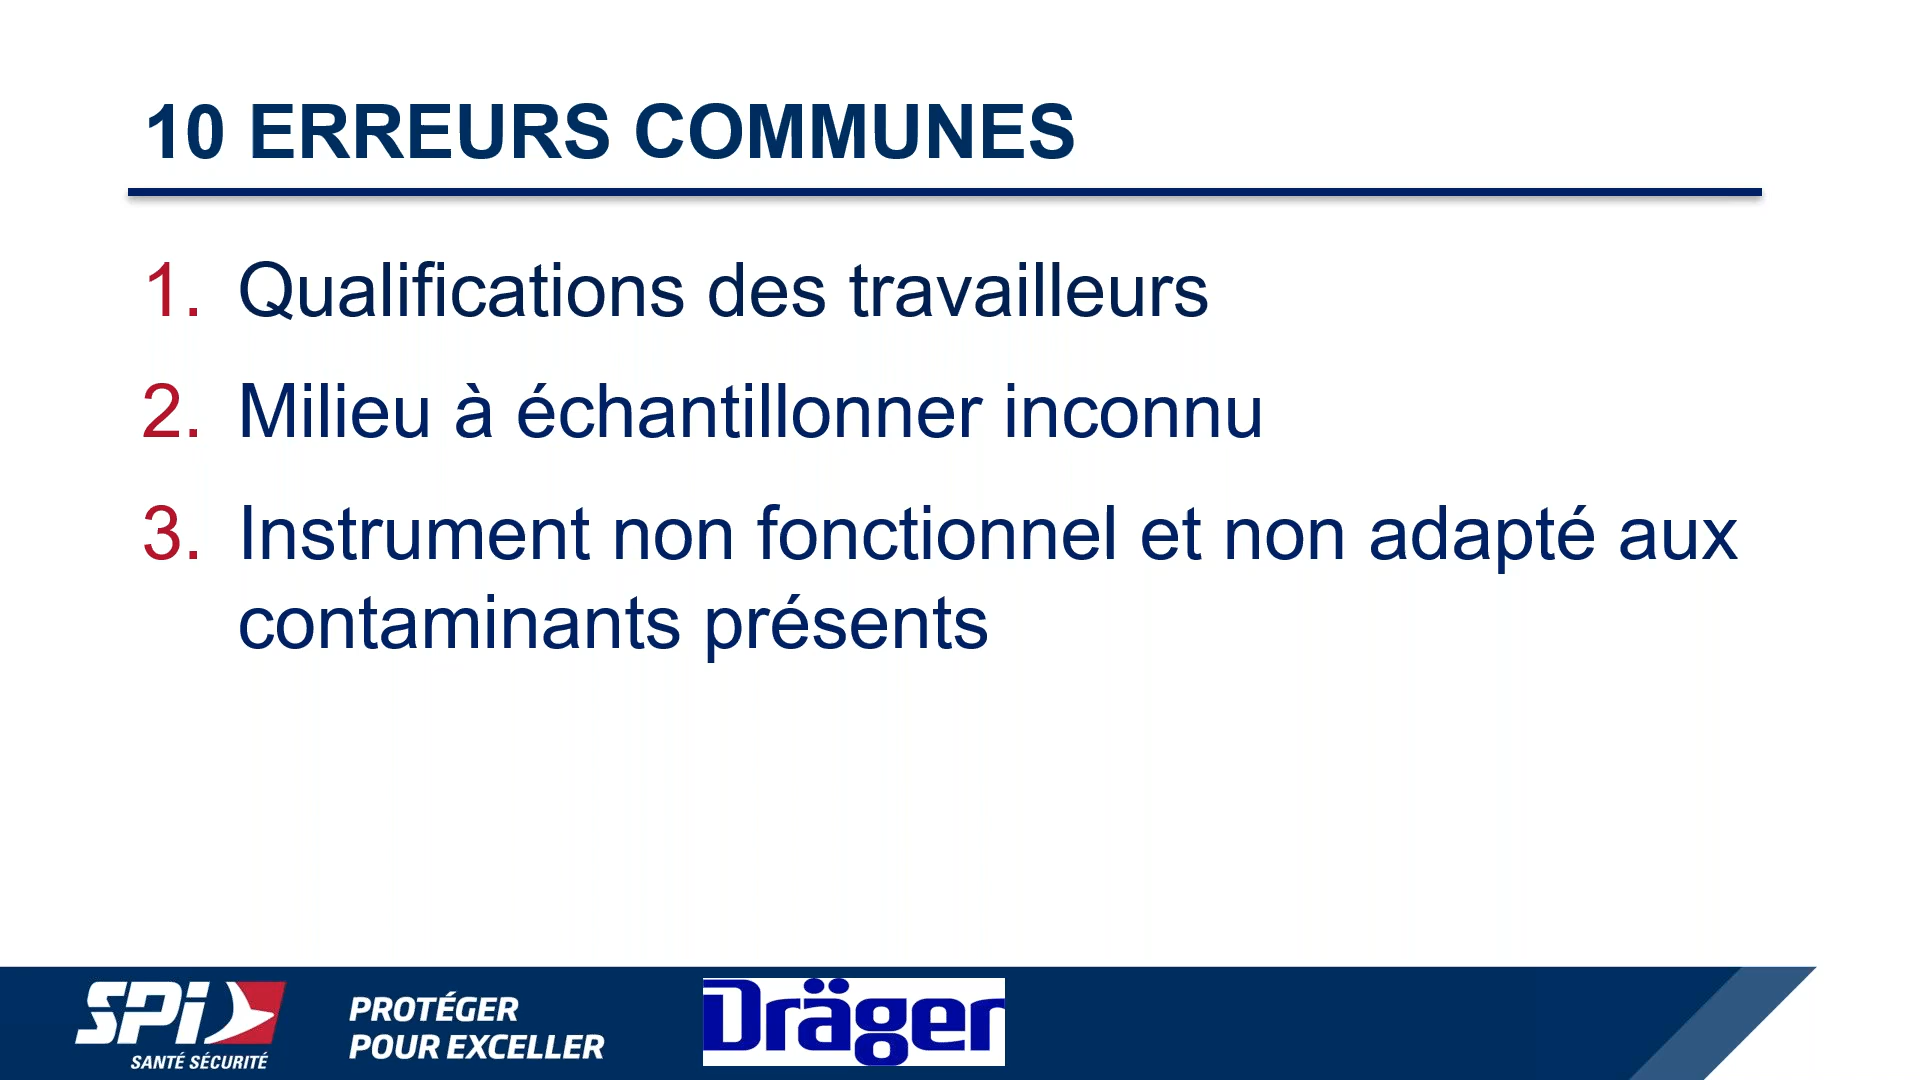 10 ERREURS COMMUNES
1. Qualifications des travailleurs
2. Milieu à échantillonner inconnu
3. Instrument non fonctionnel et non adapté aux
contaminants présents
SPi
SANTÉ SÉCURITÉ
PROTÉGER
POUR EXCELLER
Dräger